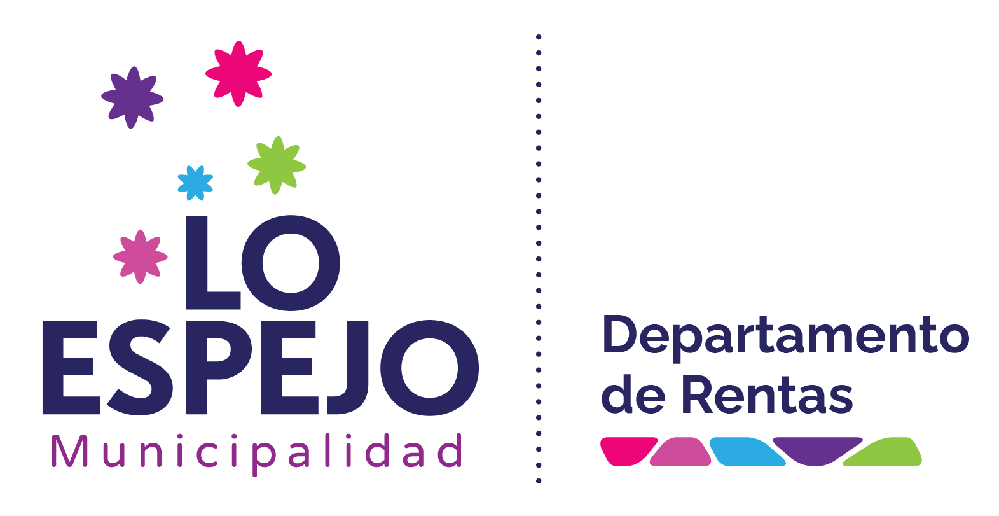 LO
ESPEJO
Municipalidad
Departamento
de Rentas